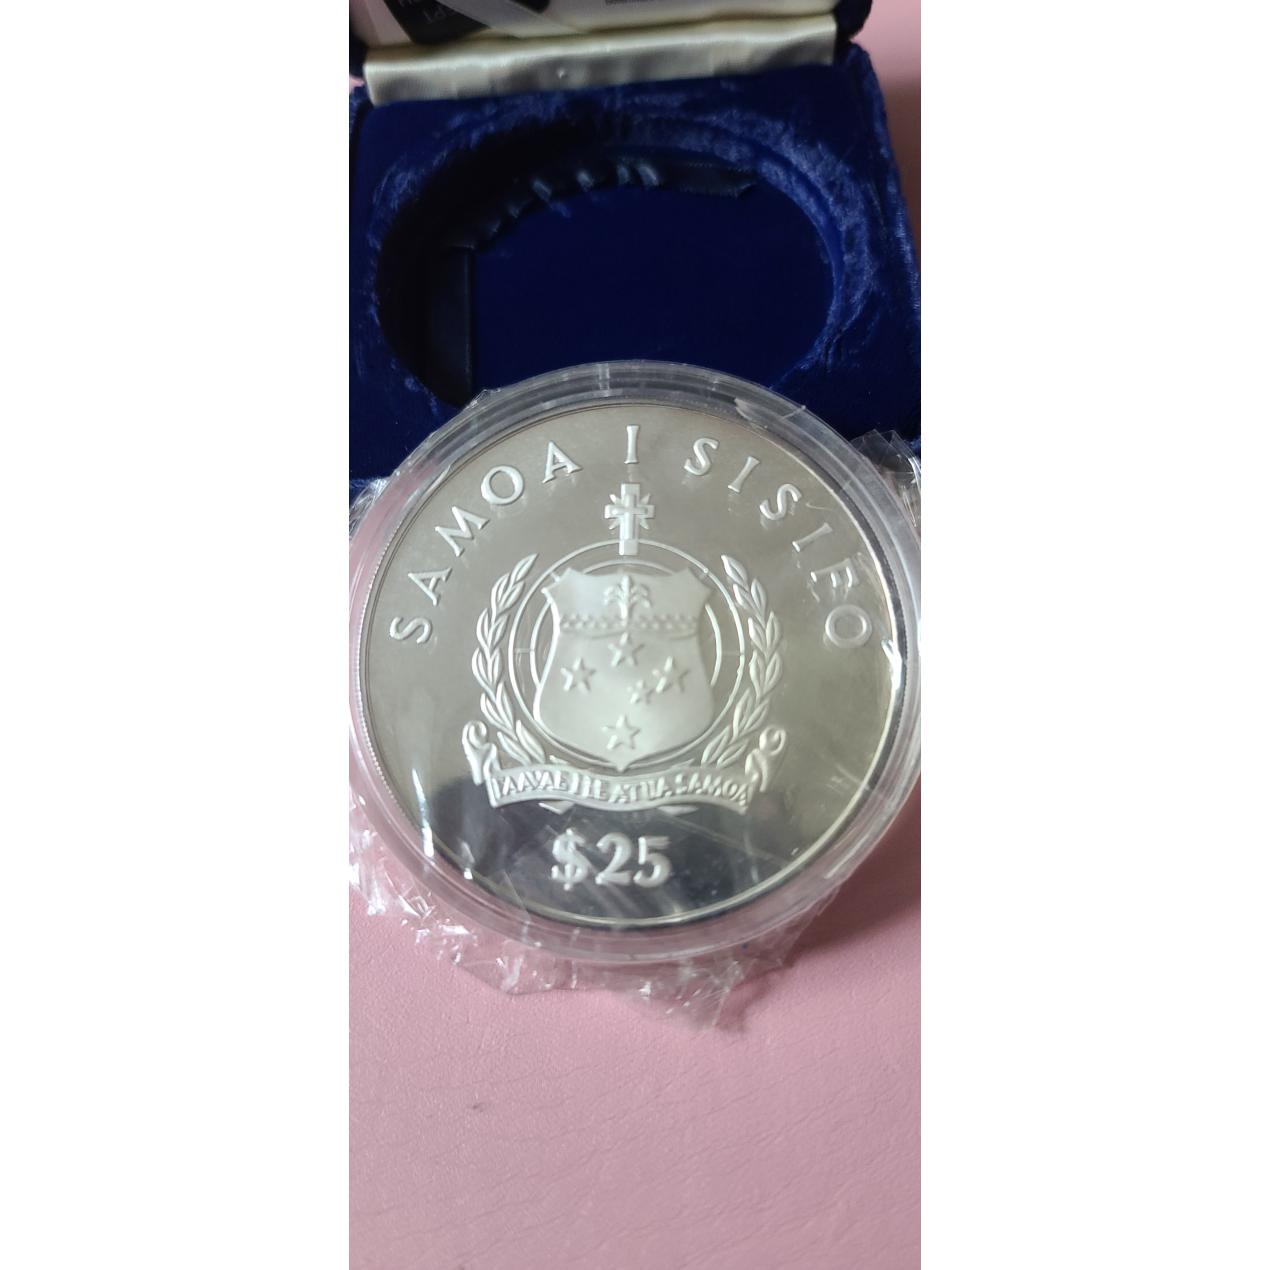 SAMOA I SISIFO
FAAVAE I LE ATUA SAMOA
$25